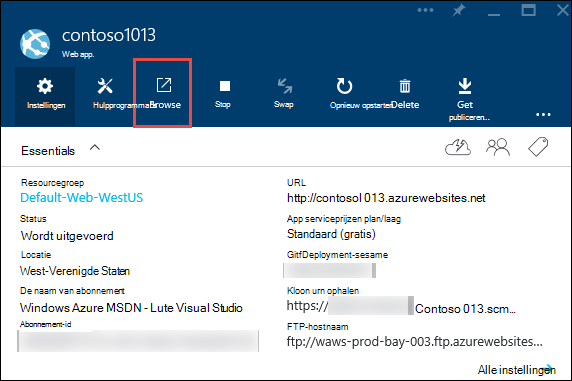 contoso1013
Web app.
Instellingen
Hulpprogramma's
Browse
Stop
Swap
Opnieuw opstarten
Delete
Get
publiceren...
...
Essentials
Resourcegroep
Default-Web-WestUS
Status
Wordt uitgevoerd
Locatie
West-Verenigde Staten
De naam van abonnement
Windows Azure MSDN - Lute Visual Studio
Abonnement-id
URL
http://contosol 013.azurewebsites.net
App serviceprijzen plan/laag
Standaard (gratis)
GitfDeployment-sesame
Kloon urn ophalen
https:/ Contoso 013.scm...
FTP-hostnaam
ftp://waws-prod-bay-003.ftp.azurewebsites...
Alle instellingen